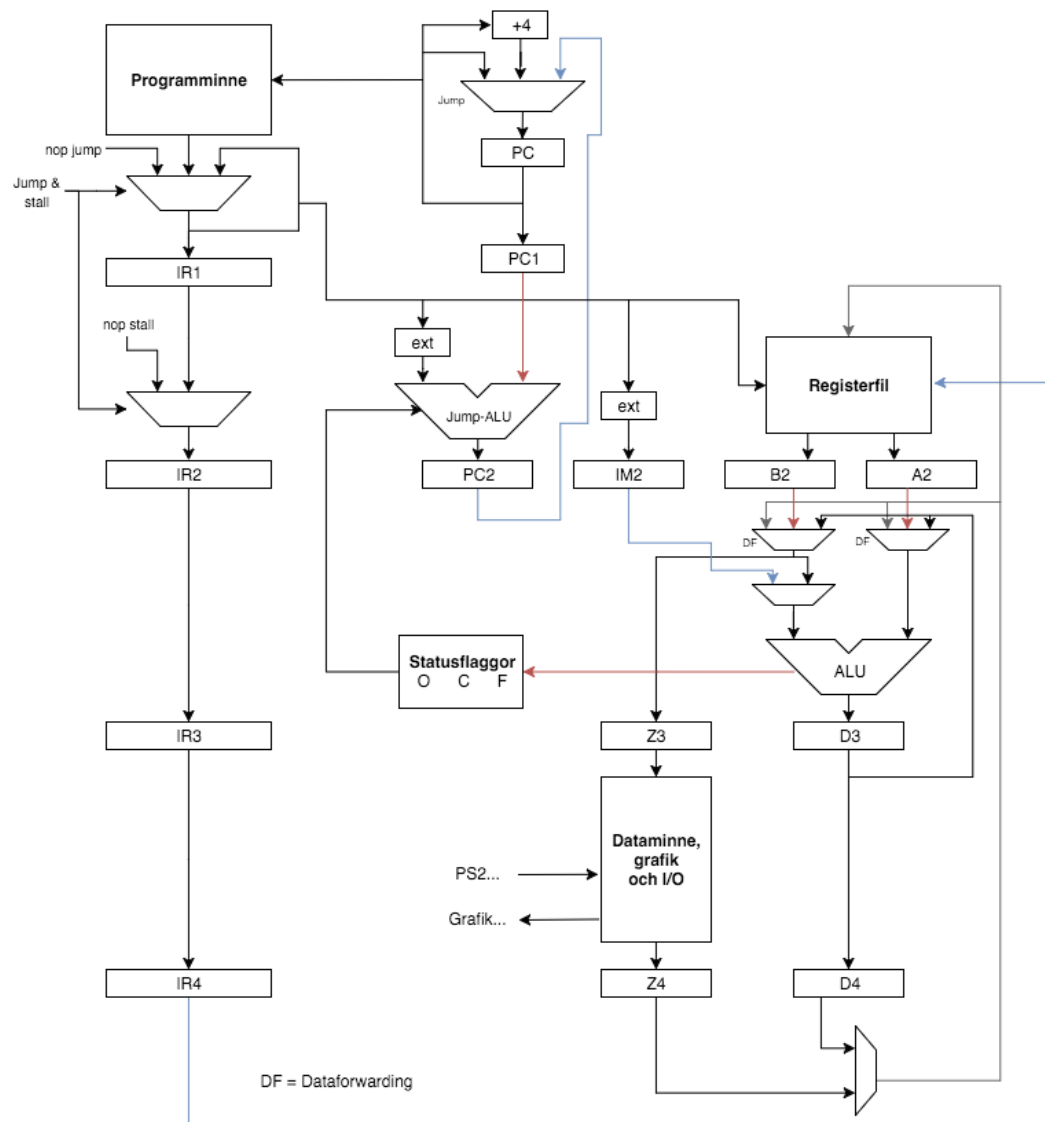 +4
Programminne
Jump
nop jump
PC
Jump &
stall
PC1
IR1
nop stall
ext
Registerfil
ext
Jump-ALU
IR2
PC2
IM2
B2
A2
DF
DF
Statusflaggor
O C F
ALU
IR3
Z3
D3
Dataminne,
grafik
och I/O
PS2...
Grafik...
IR4
Z4
D4
DF = Dataforwarding